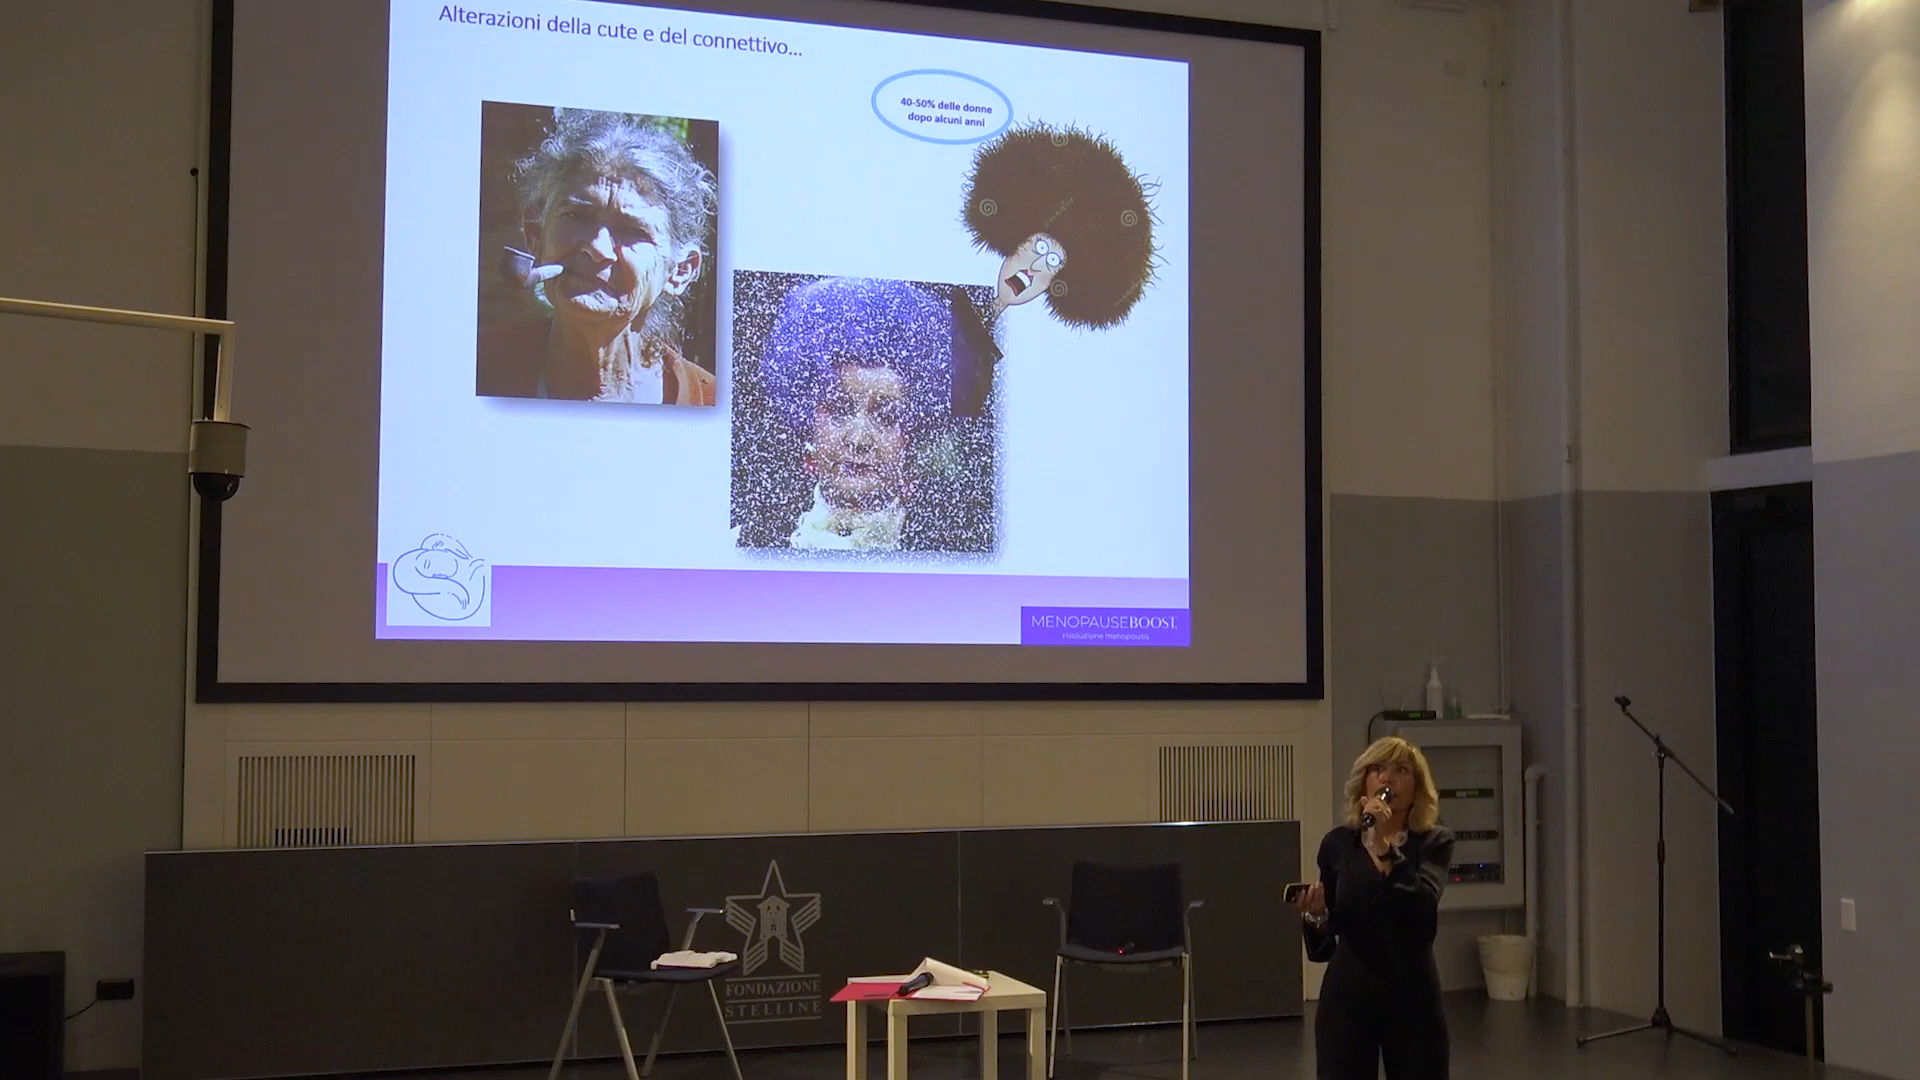 Alterazioni della cute e del connettivo...
40-50% delle donne
dopo alcuni anni
MENOPAUSEBOOST
rivoluzione menopausa
FONDAZIONE
STELLINE